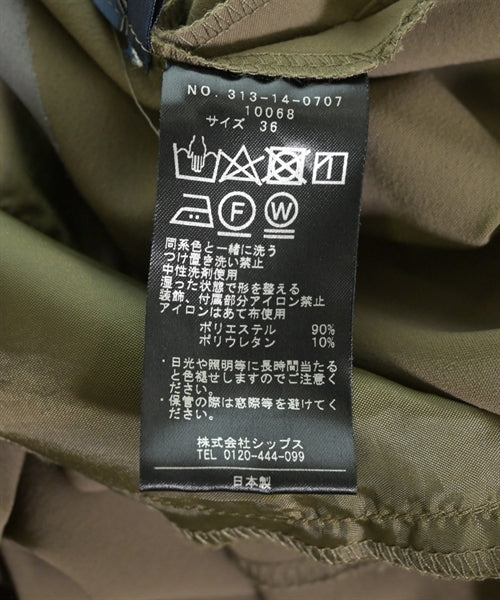 NO. 313-14-0707
10068
サイズ 36
F
W
同系色と一緒に洗う
つけ置き洗い禁止
中性洗剤使用
湿った状態で形を整える
装飾、付属部分アイロン禁止
アイロンはあて布使用
ポリエステル 90%
ポリウレタン 10%
・日光や照明等に長時間当たる
と色褪せしますのでご注意く
ださい。
・保管の際は窓際等を避けてく
ださい。
株式会社シップス
TEL 0120-444-099
日本製